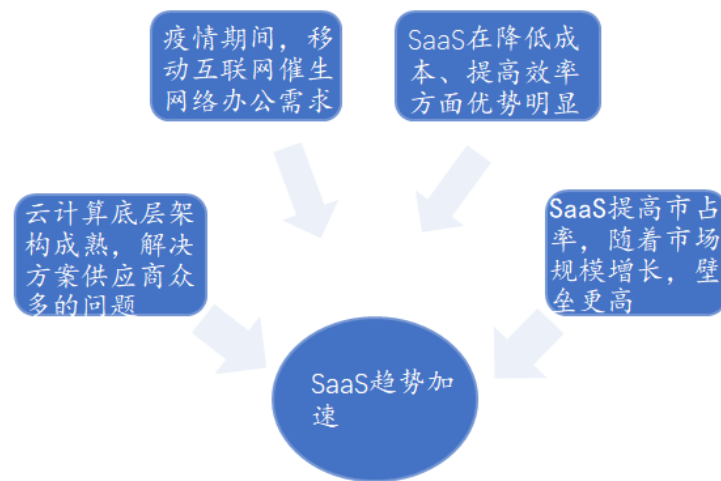 疫情期间，移
动互联网催生
网络办公需求
SaaS在降低成
本、提高效率
方面优势明显
云计算底层架
构成熟，解决
方案供应商众
多的问题
SaaS提高市占
率，随着市场
规模增长，壁
垒更高
SaaS趋势加
速